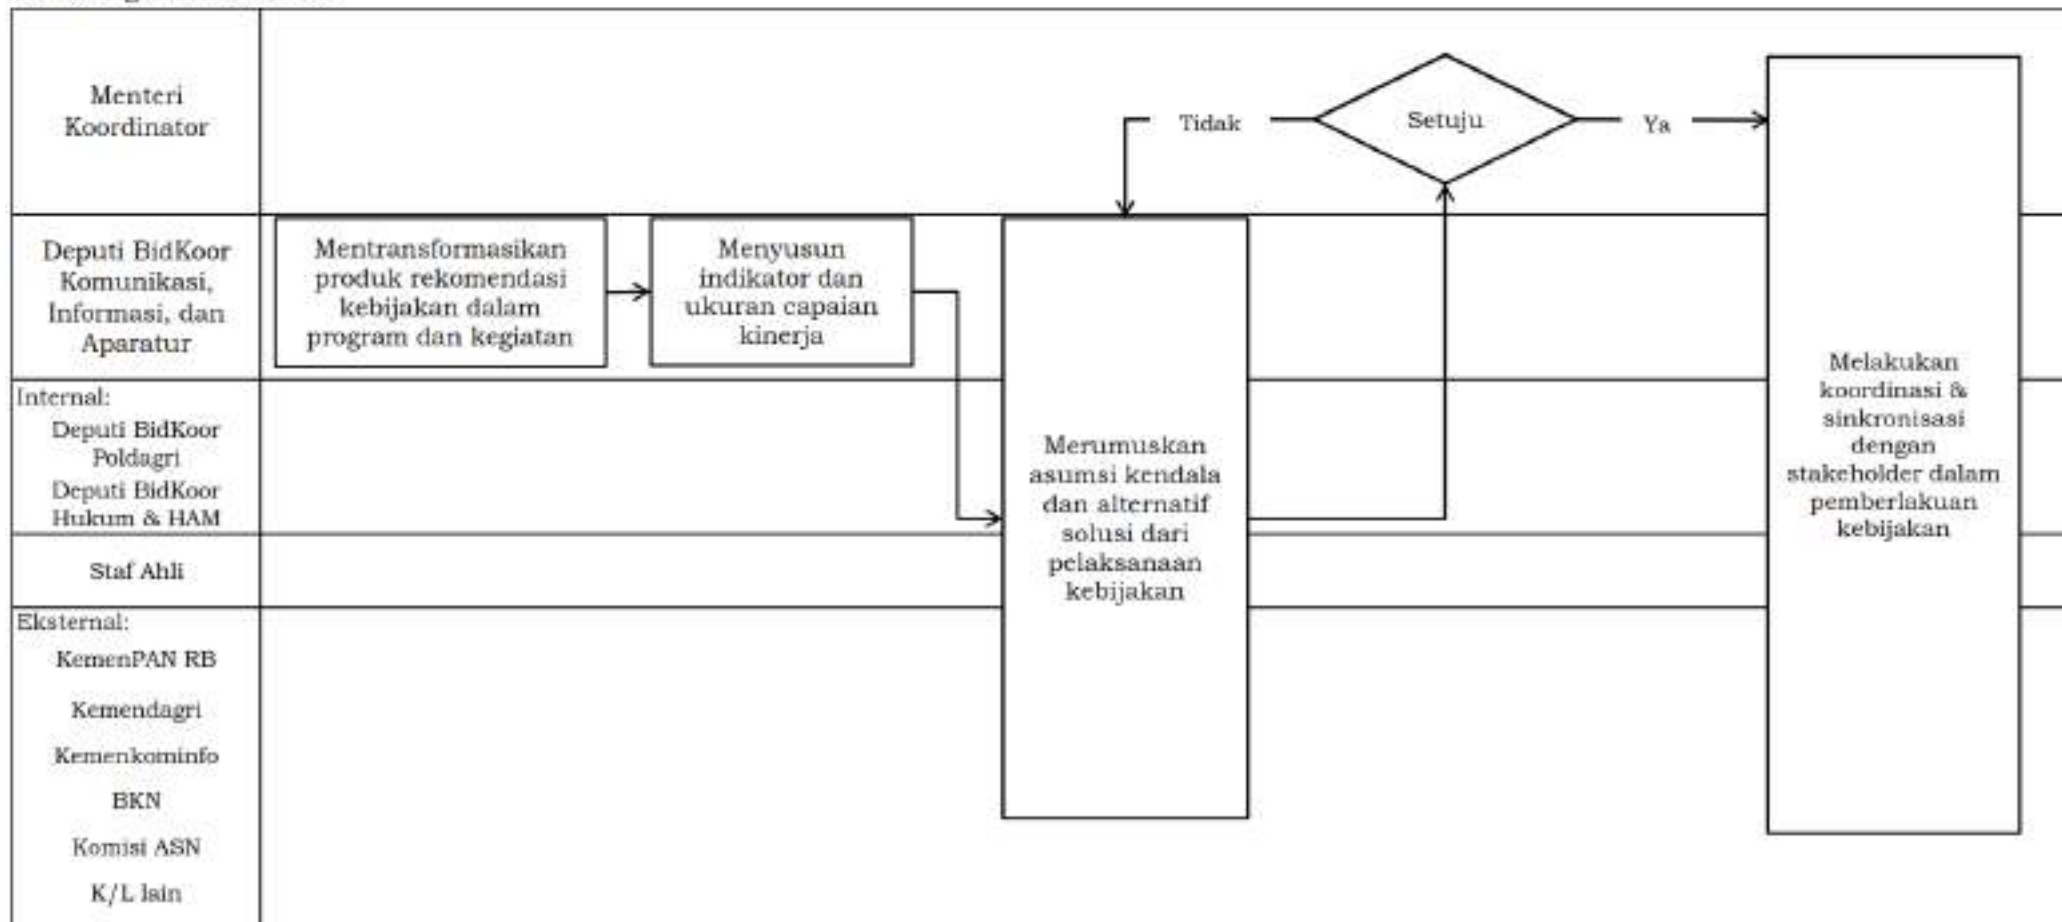 Menteri
Koordinator
Tidak
Setuju
Ya
Deputi BidKoor
Komunikasi,
Informasi, dan
Aparatur
Mentransformasikan
produk rekomendasi
kebijakan dalam
program dan kegiatan
Menyusun
indikator dan
ukuran capaian
kinerja
Merumuskan
asumsi kendala
dan alternatif
solusi dari
pelaksanaan
kebijakan
Melakukan
koordinasi &
sinkronisasi
dengan
stakeholder dalam
pemberlakuan
kebijakan
Internal:
Deputi BidKoor
Poldagri
Deputi BidKoor
Hukum & HAM
Staf Ahli
Eksternal:
KemenPAN RB
Kemendagri
Kemenkominfo
BKN
Komisi ASN
K/L lain